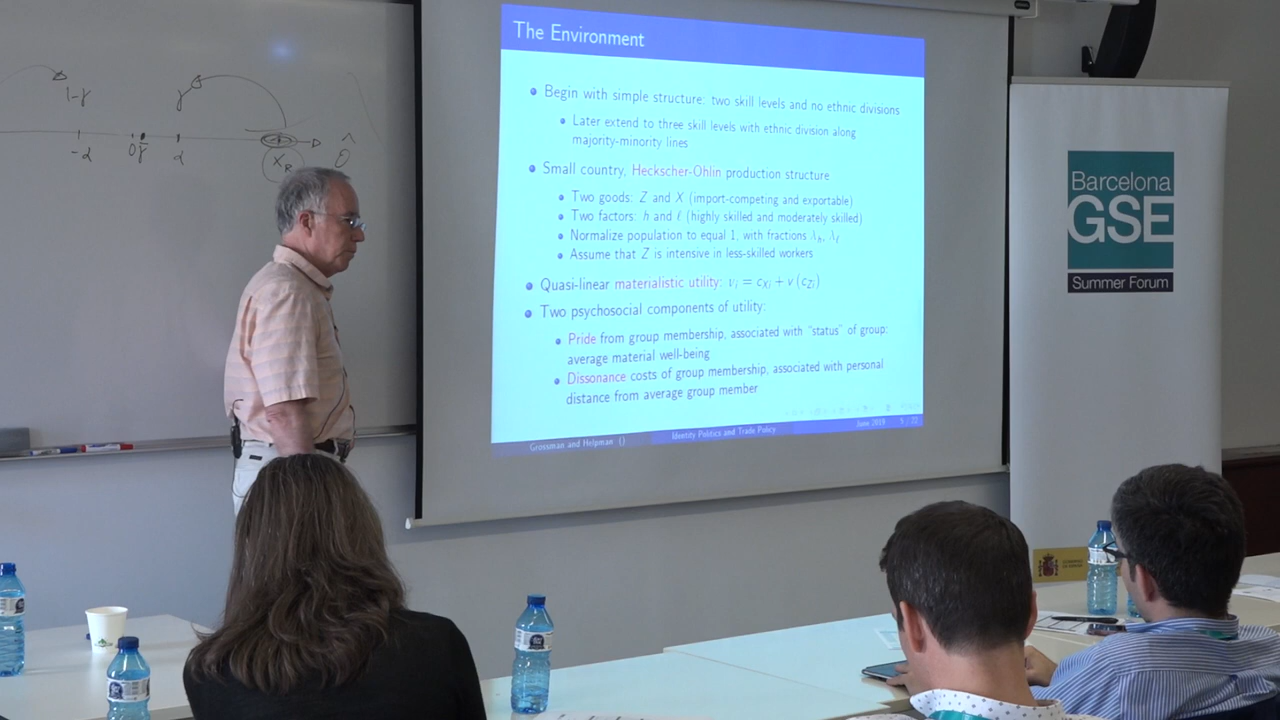 The Environment
Begin with simple structure: two skill levels and no ethnic divisions
Later extend to three skill levels with ethnic division along
majority-minority lines
Small country, Heckscher-Ohlin production structure
Two goods: Z and X (import-competing and exportable)
Two factors: h and ℓ (highly skilled and moderately skilled)
Normalize population to equal 1, with fractions λh, λℓ
Assume that Z is intensive in less-skilled workers
Quasi-linear materialistic utility: νi = cXi + v (cZi)
Two psychosocial components of utility:
Pride from group membership, associated with "status" of group:
average material well-being
Dissonance costs of group membership, associated with personal
distance from average group member
Grossman and Helpman ()
Identity Politics and Trade Policy
June 2019
5 / 22
1-γ
γ
-α
0
α
XR
θ̂
Barcelona
GSE
Summer Forum